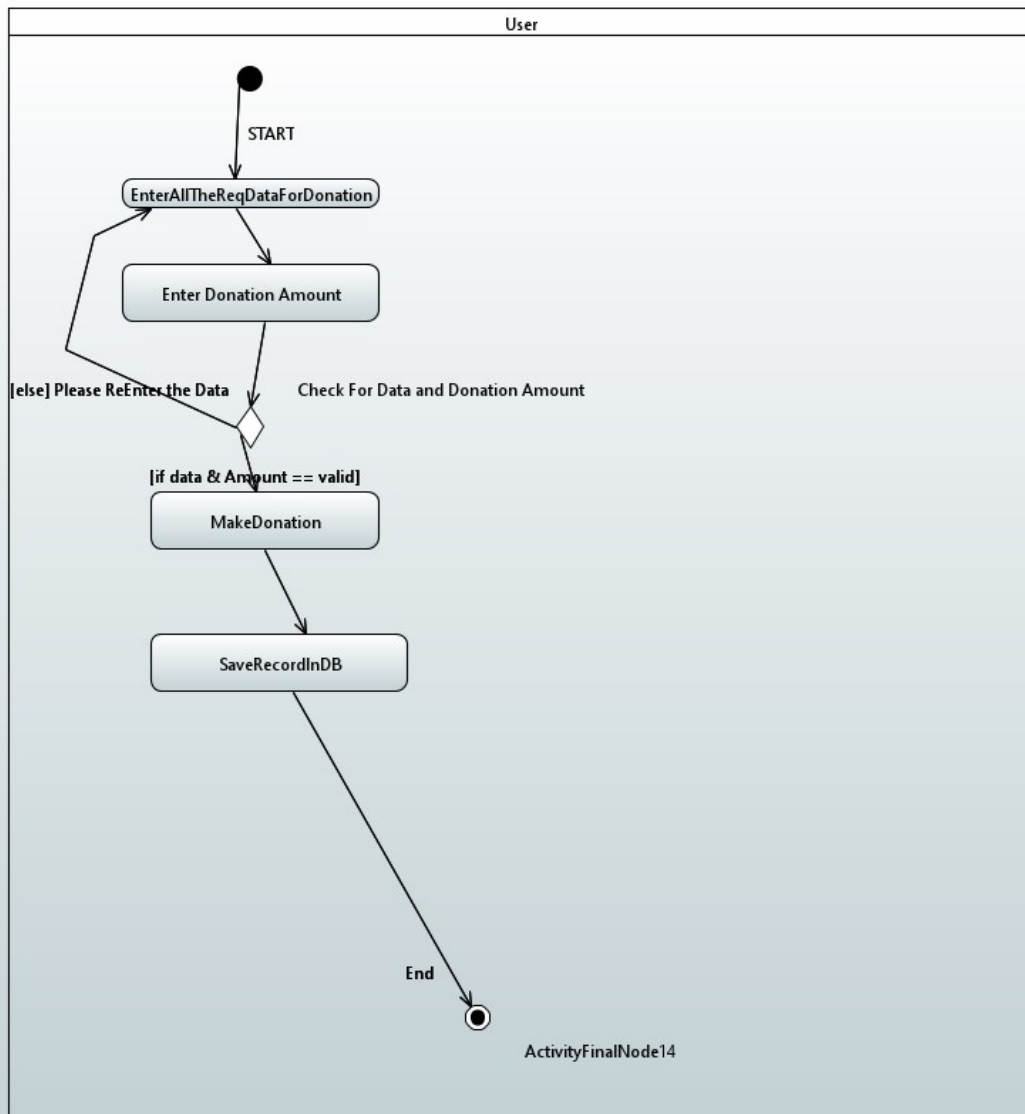 User
START
EnterAllTheReqDataForDonation
Enter Donation Amount
[else] Please ReEnter the Data
Check For Data and Donation Amount
[if data & Amount == valid]
MakeDonation
SaveRecordInDB
End
ActivityFinalNode14